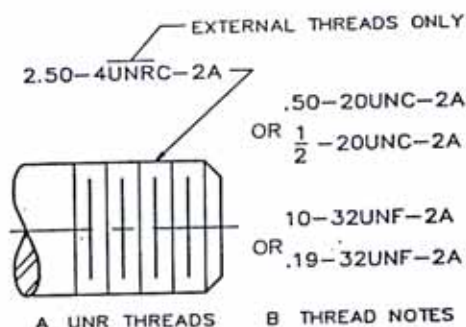 EXTERNAL THREADS ONLY
2.50-4UNRC-2A
.50-20UNC-2A
OR 1/2 -20UNC-2A
10-32UNF-2A
OR .19-32UNF-2A
A UNR THREADS
B THREAD NOTES